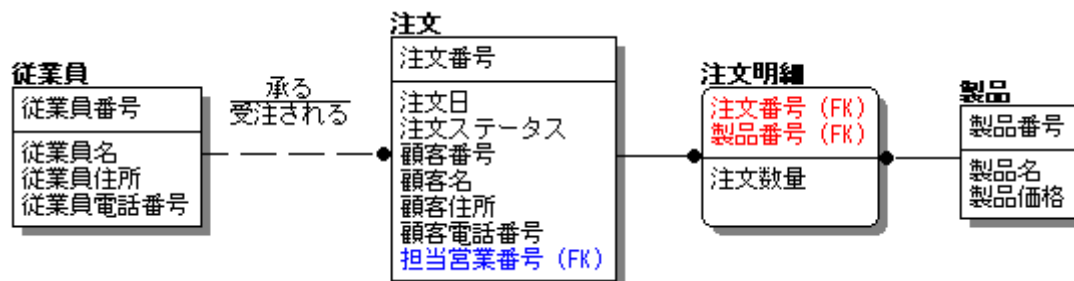 従業員
従業員番号
従業員名
従業員住所
従業員電話番号
承る
受注される
注文
注文番号
注文日
注文ステータス
顧客番号
顧客名
顧客住所
顧客電話番号
担当営業番号 (FK)
注文明細
注文番号 (FK)
製品番号 (FK)
注文数量
製品
製品番号
製品名
製品価格